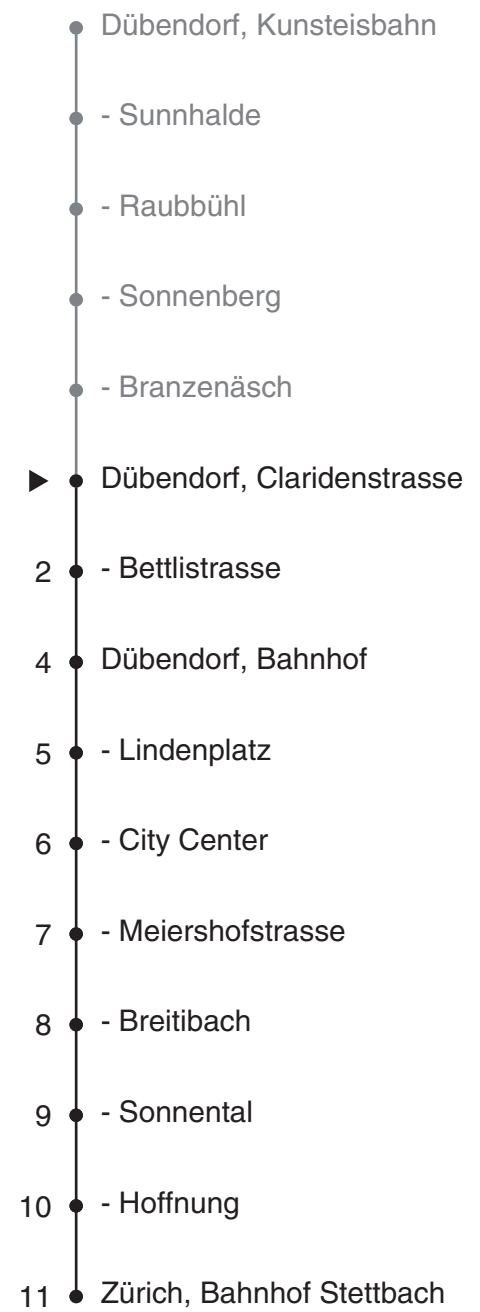 Dübendorf, Kunsteisbahn
- Sunnhalde
- Raubbühl
- Sonnenberg
- Branzenäsch
Dübendorf, Claridenstrasse
2 - Bettlistrasse
4 Dübendorf, Bahnhof
5 - Lindenplatz
6 - City Center
7 - Meiershofstrasse
8 - Breitibach
9 - Sonnental
10 - Hoffnung
11 Zürich, Bahnhof Stettbach